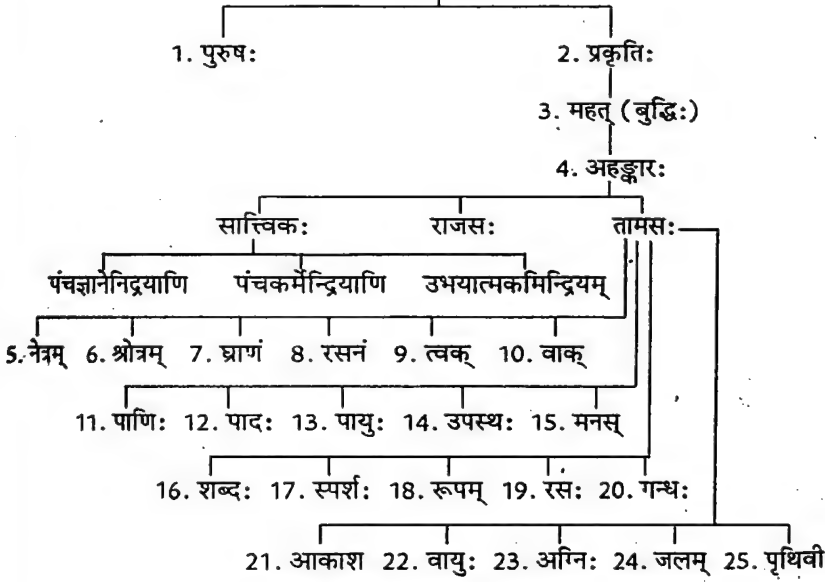 1. पुरुष: 2. प्रकृति:
3. महत् (बुद्धि:)
4. अहङ्कार:
सात्त्विक: राजस: तामस:
पंचज्ञानेनिद्रयाणि पंचकर्मेन्द्रियाणि उभयात्मकमिन्द्रियम्
5. नेत्रम् 6. श्रोत्रम् 7. घ्राणं 8. रसनं 9. त्वक् 10. वाक्
11. पाणि: 12. पाद: 13. पायु: 14. उपस्थ: 15. मनस्
16. शब्द: 17. स्पर्श: 18. रूपम् 19. रस: 20. गन्ध:
21. आकाश 22. वायु: 23. अग्नि: 24. जलम् 25. पृथिवी